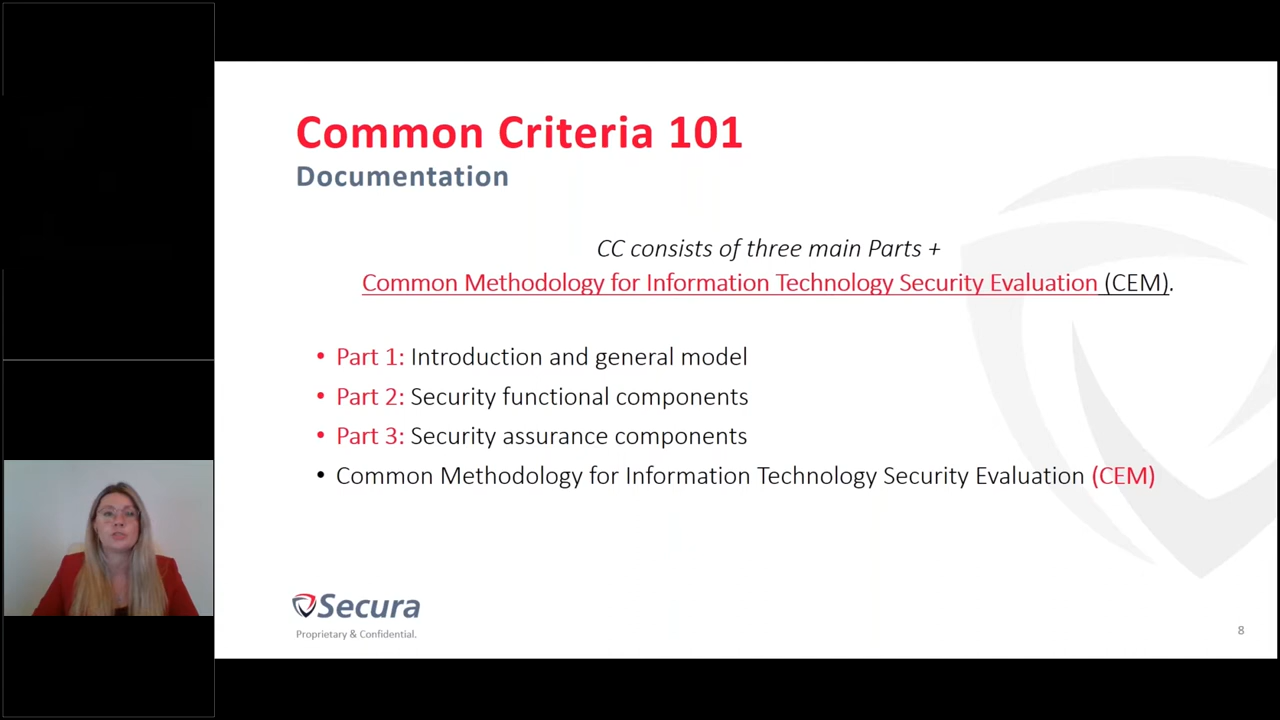 Common Criteria 101
Documentation
CC consists of three main Parts +
Common Methodology for Information Technology Security Evaluation (CEM).
• Part 1: Introduction and general model
• Part 2: Security functional components
• Part 3: Security assurance components
• Common Methodology for Information Technology Security Evaluation (CEM)
Secura
Proprietary & Confidential.
8